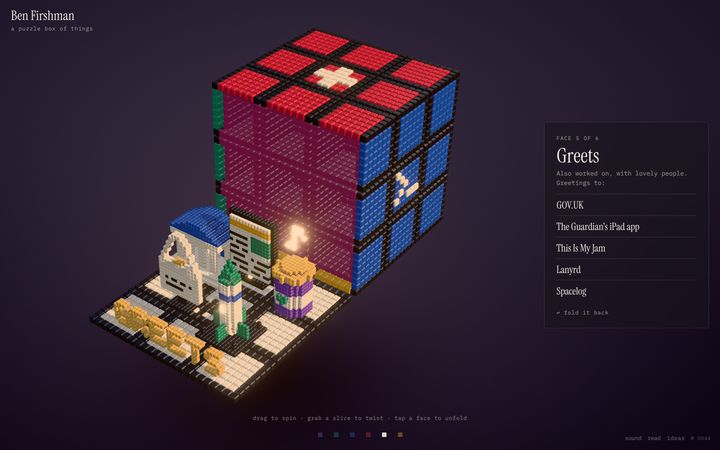 Ben Firshman
a puzzle box of things
FACE 5 OF 6
Greets
Also worked on, with lovely people.
Greetings to:
GOV.UK
The Guardian's iPad app
This Is My Jam
Lanyrd
Spacelog
↩ fold it back
GREETS
drag to spin · grab a slice to twist · tap a face to unfold
sound read ideas